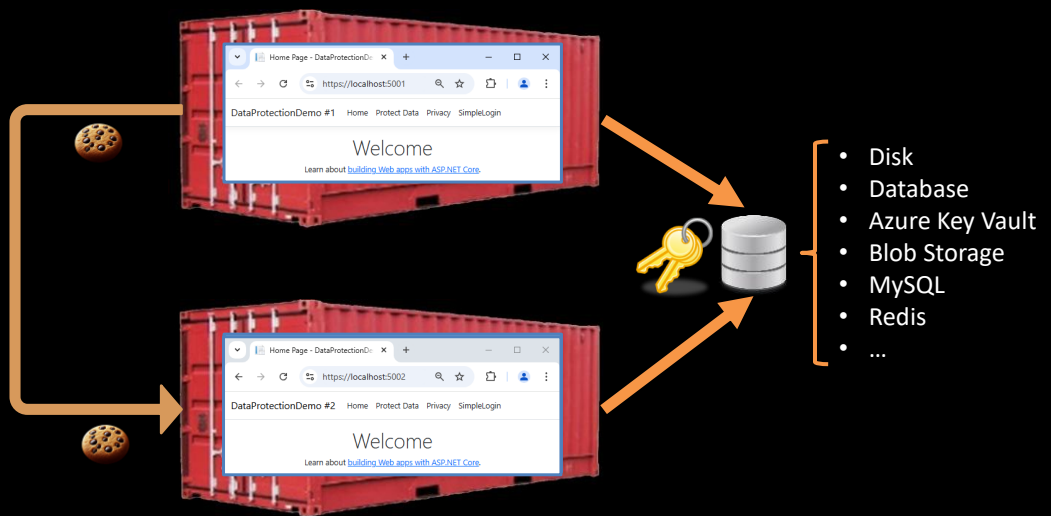 Home Page - DataProtectionDe
https://localhost:5001
DataProtectionDemo #1 Home Protect Data Privacy SimpleLogin
Welcome
Learn about building Web apps with ASP.NET Core.
• Disk
• Database
• Azure Key Vault
• Blob Storage
• MySQL
• Redis
• ...
Home Page - DataProtectionDe
https://localhost:5002
DataProtectionDemo #2 Home Protect Data Privacy SimpleLogin
Welcome
Learn about building Web apps with ASP.NET Core.